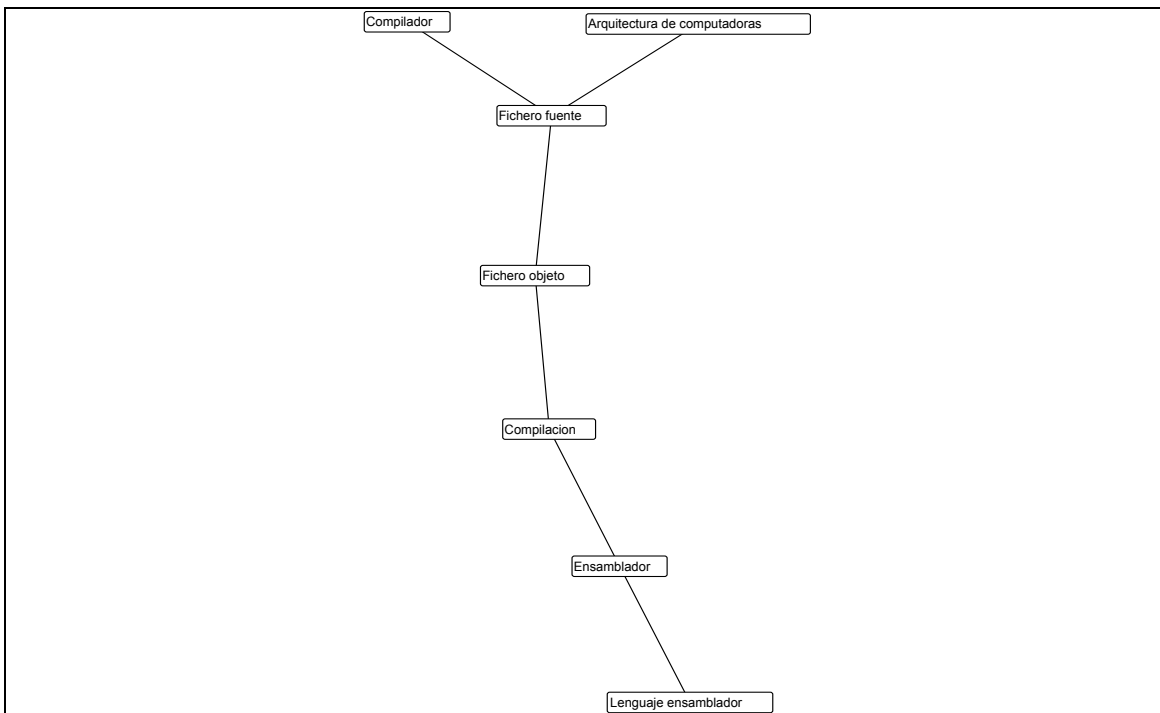 Compilador
Arquitectura de computadoras
Fichero fuente
Fichero objeto
Compilacion
Ensamblador
Lenguaje ensamblador